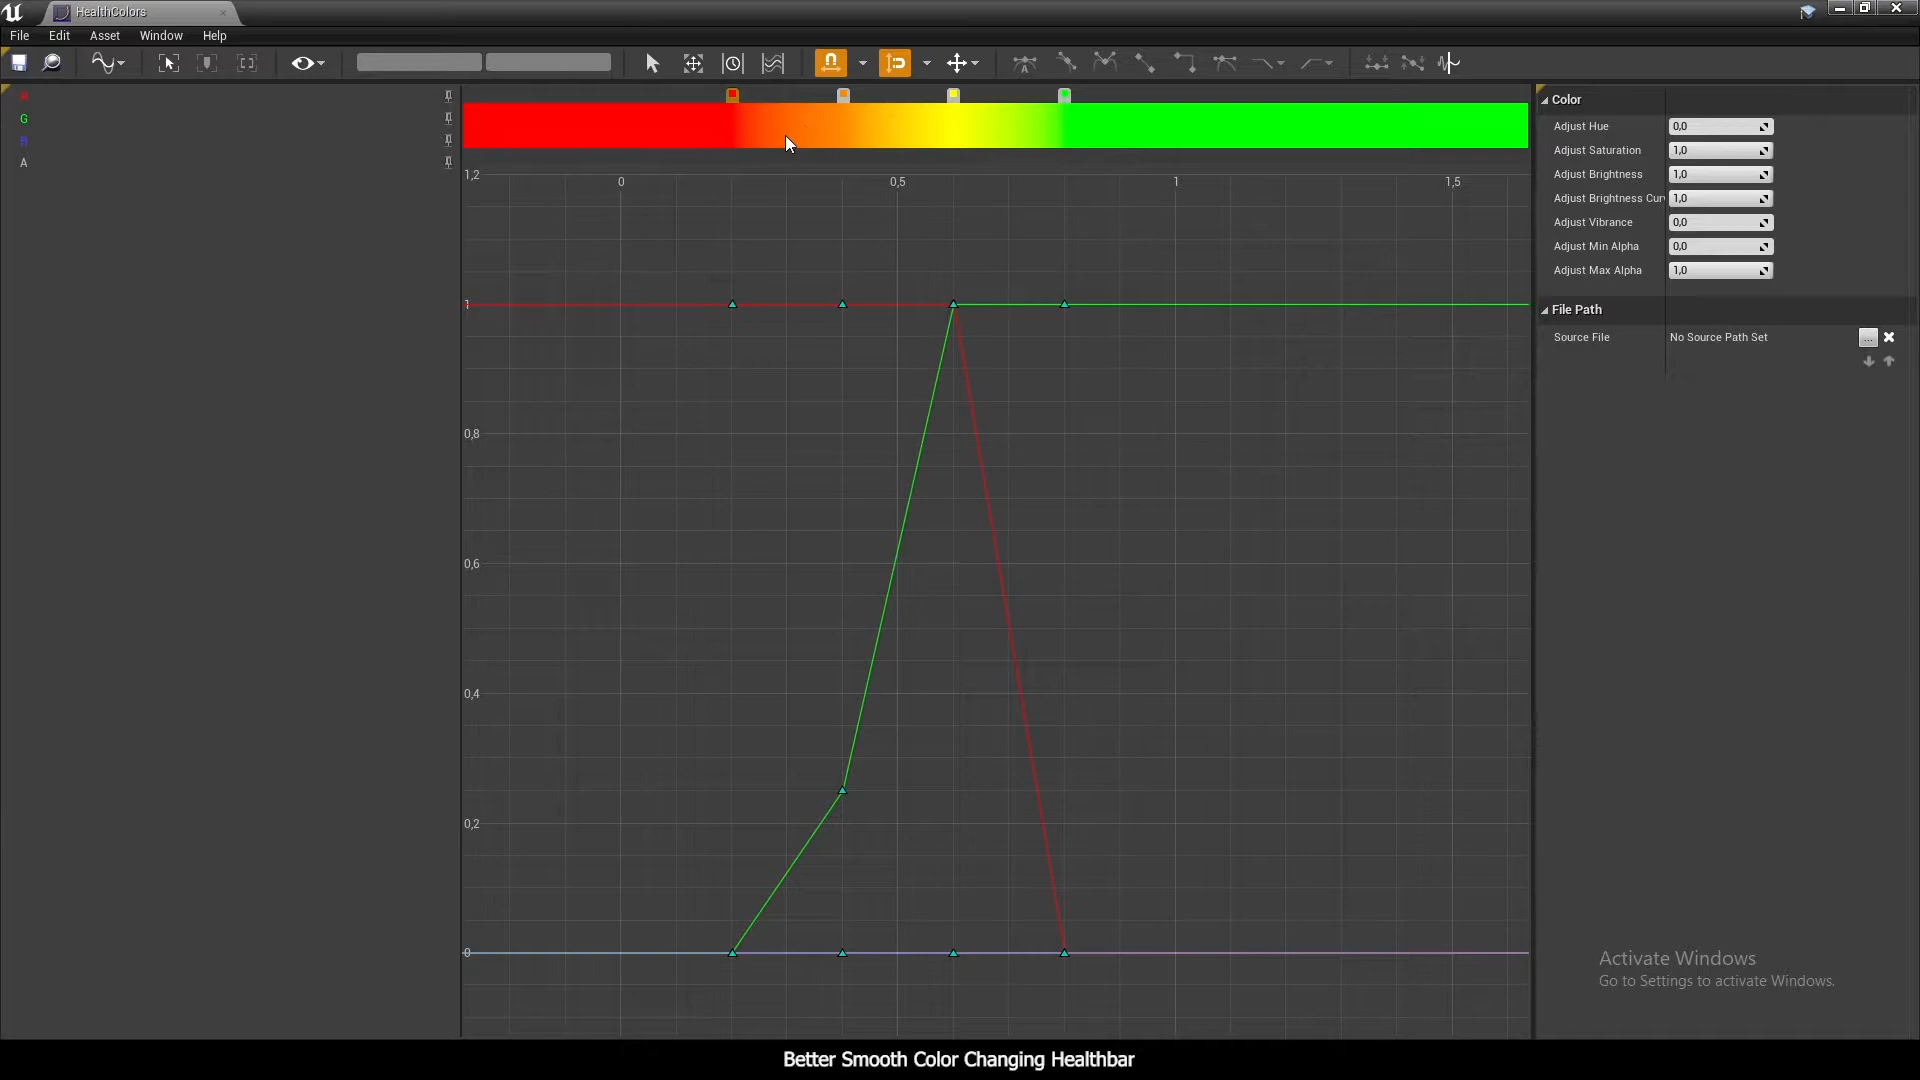 HealthColors
File Edit Asset Window Help
R
G
B
A
1,2
0 0,5 1 1,5
1
0,8
0,6
0,4
0,2
0
Color
Adjust Hue 0,0
Adjust Saturation 1,0
Adjust Brightness 1,0
Adjust Brightness Cur 1,0
Adjust Vibrance 0,0
Adjust Min Alpha 0,0
Adjust Max Alpha 1,0
File Path
Source File No Source Path Set ...
Activate Windows
Go to Settings to activate Windows.
Better Smooth Color Changing Healthbar